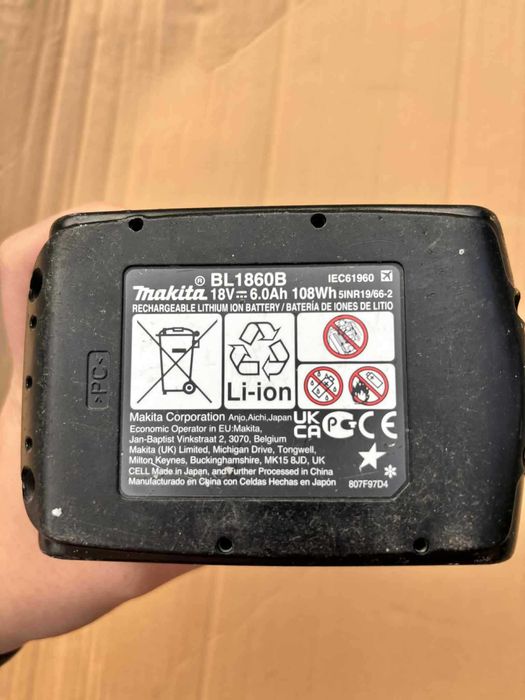 ® BL1860B IEC61960
makita 18V⎓6.0Ah 108Wh 5INR19/66-2
RECHARGEABLE LITHIUM ION BATTERY / BATERÍA DE IONES DE LITIO
Li-ion
>PC<
Makita Corporation Anjo,Aichi,Japan
Economic Operator in EU:Makita,
Jan-Baptist Vinkstraat 2, 3070, Belgium
Makita (UK) Limited, Michigan Drive, Tongwell,
Milton Keynes, Buckinghamshire, MK15 8JD, UK
CELL Made in Japan, and Further Processed in China
Manufacturado en China con Celdas Hechas en Japón
UK
CA
PC CE
807F97D4